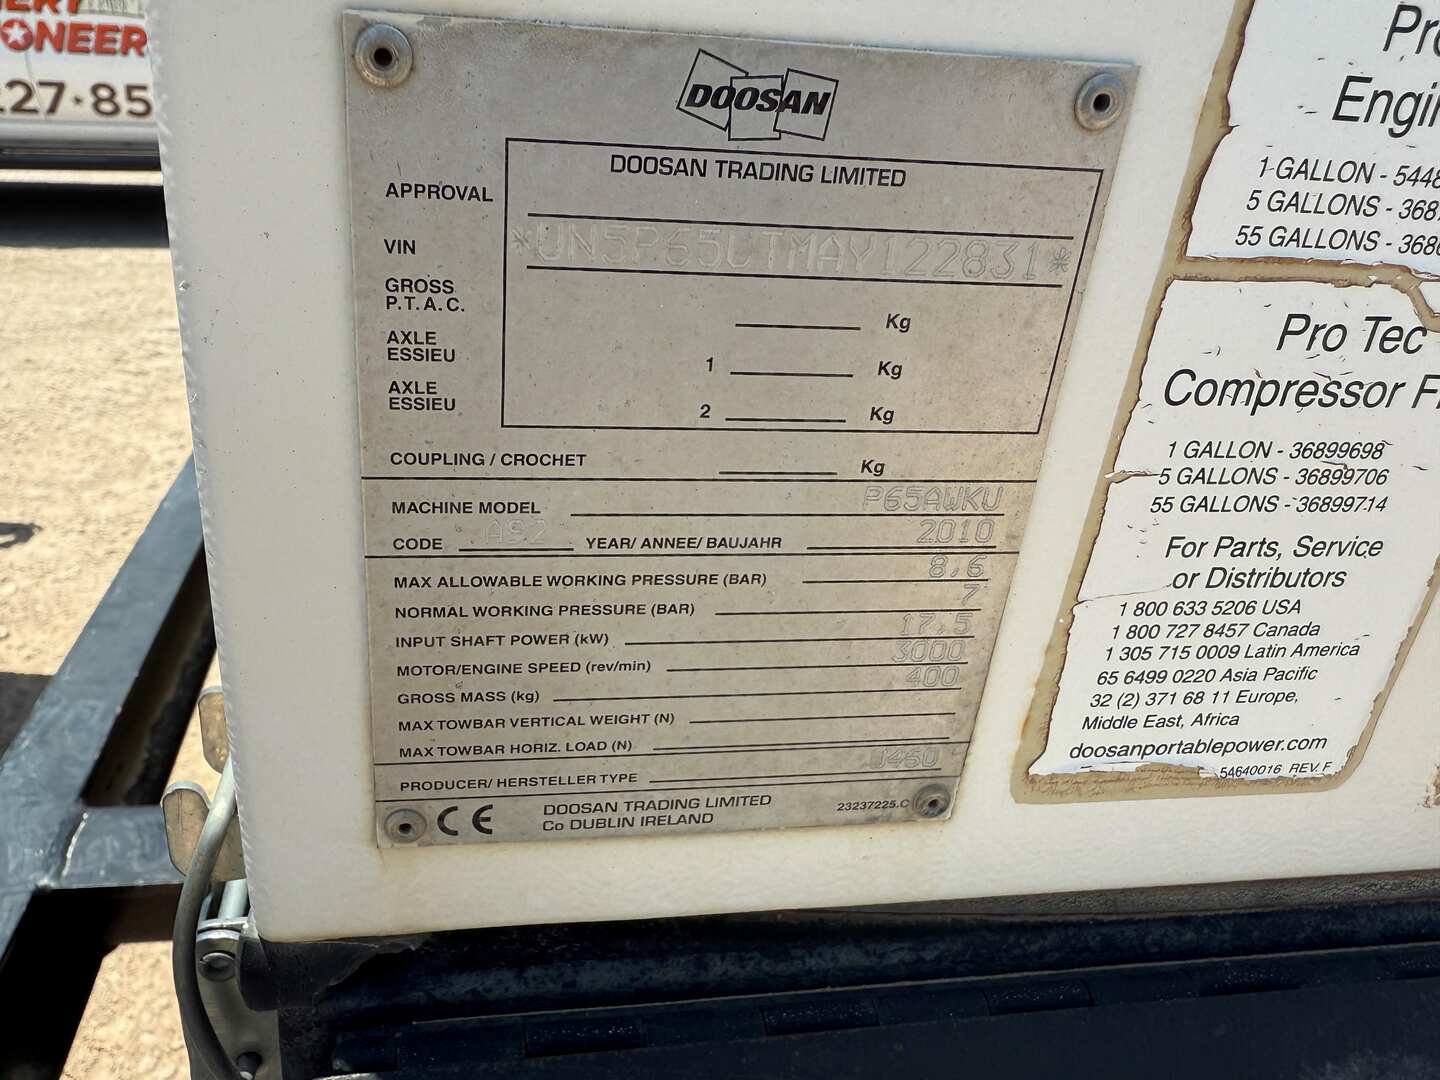 ONEER
27·85
DOOSAN
DOOSAN TRADING LIMITED
APPROVAL
VIN *UN5P65WTMAY122831*
GROSS
P.T.A.C. Kg
AXLE
ESSIEU 1 Kg
AXLE
ESSIEU 2 Kg
COUPLING / CROCHET Kg
MACHINE MODEL P65AWKU
CODE A92 YEAR/ ANNEE/ BAUJAHR 2010
MAX ALLOWABLE WORKING PRESSURE (BAR) 8,6
NORMAL WORKING PRESSURE (BAR) 7
INPUT SHAFT POWER (kW) 17,5
MOTOR/ENGINE SPEED (rev/min) 3000
GROSS MASS (kg) 400
MAX TOWBAR VERTICAL WEIGHT (N)
MAX TOWBAR HORIZ. LOAD (N)
PRODUCER/ HERSTELLER TYPE J460
CE DOOSAN TRADING LIMITED 23237225.C
Co DUBLIN IRELAND
1 GALLON - 448
5 GALLONS - 368
55 GALLONS - 368
Pro Tec
Compressor F
1 GALLON - 36899698
5 GALLONS - 36899706
55 GALLONS - 36899714
For Parts, Service
or Distributors
1 800 633 5206 USA
1 800 727 8457 Canada
1 305 715 0009 Latin America
65 6499 0220 Asia Pacific
32 (2) 371 68 11 Europe,
Middle East, Africa
doosanportablepower.com
54640016 REV. F